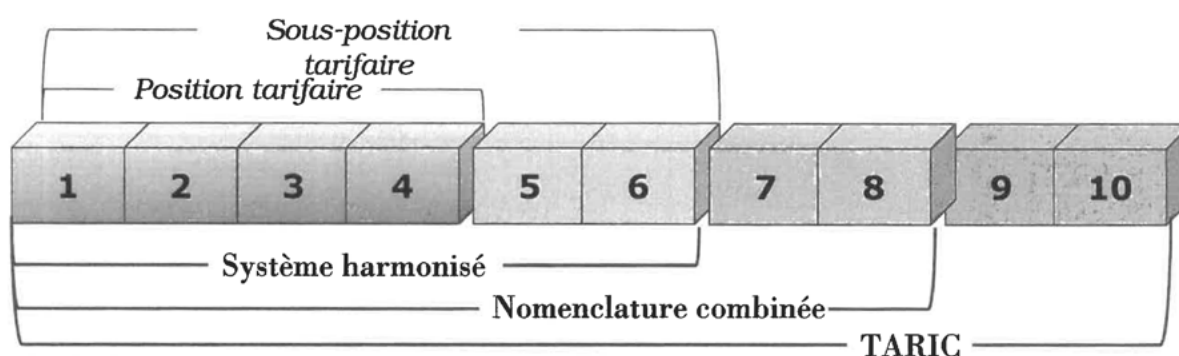 Sous-position
tarifaire
Position tarifaire
1 2 3 4 5 6 7 8 9 10
Système harmonisé
Nomenclature combinée
TARIC